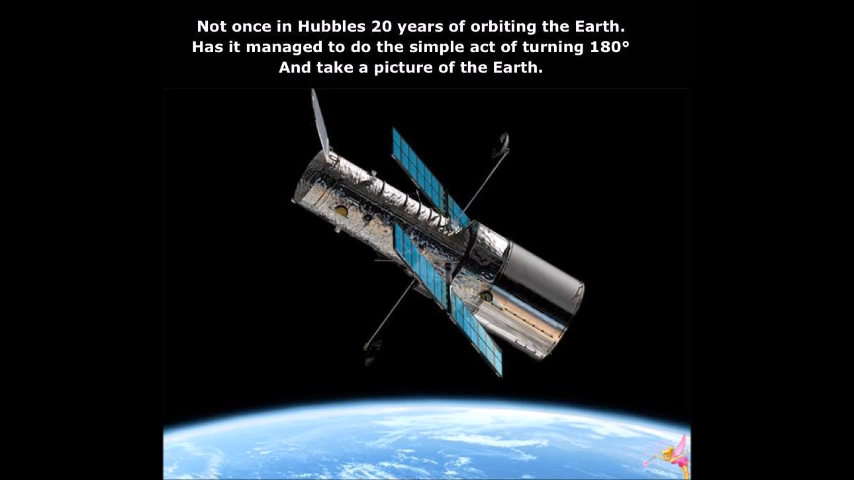 Not once in Hubbles 20 years of orbiting the Earth.
Has it managed to do the simple act of turning 180°
And take a picture of the Earth.